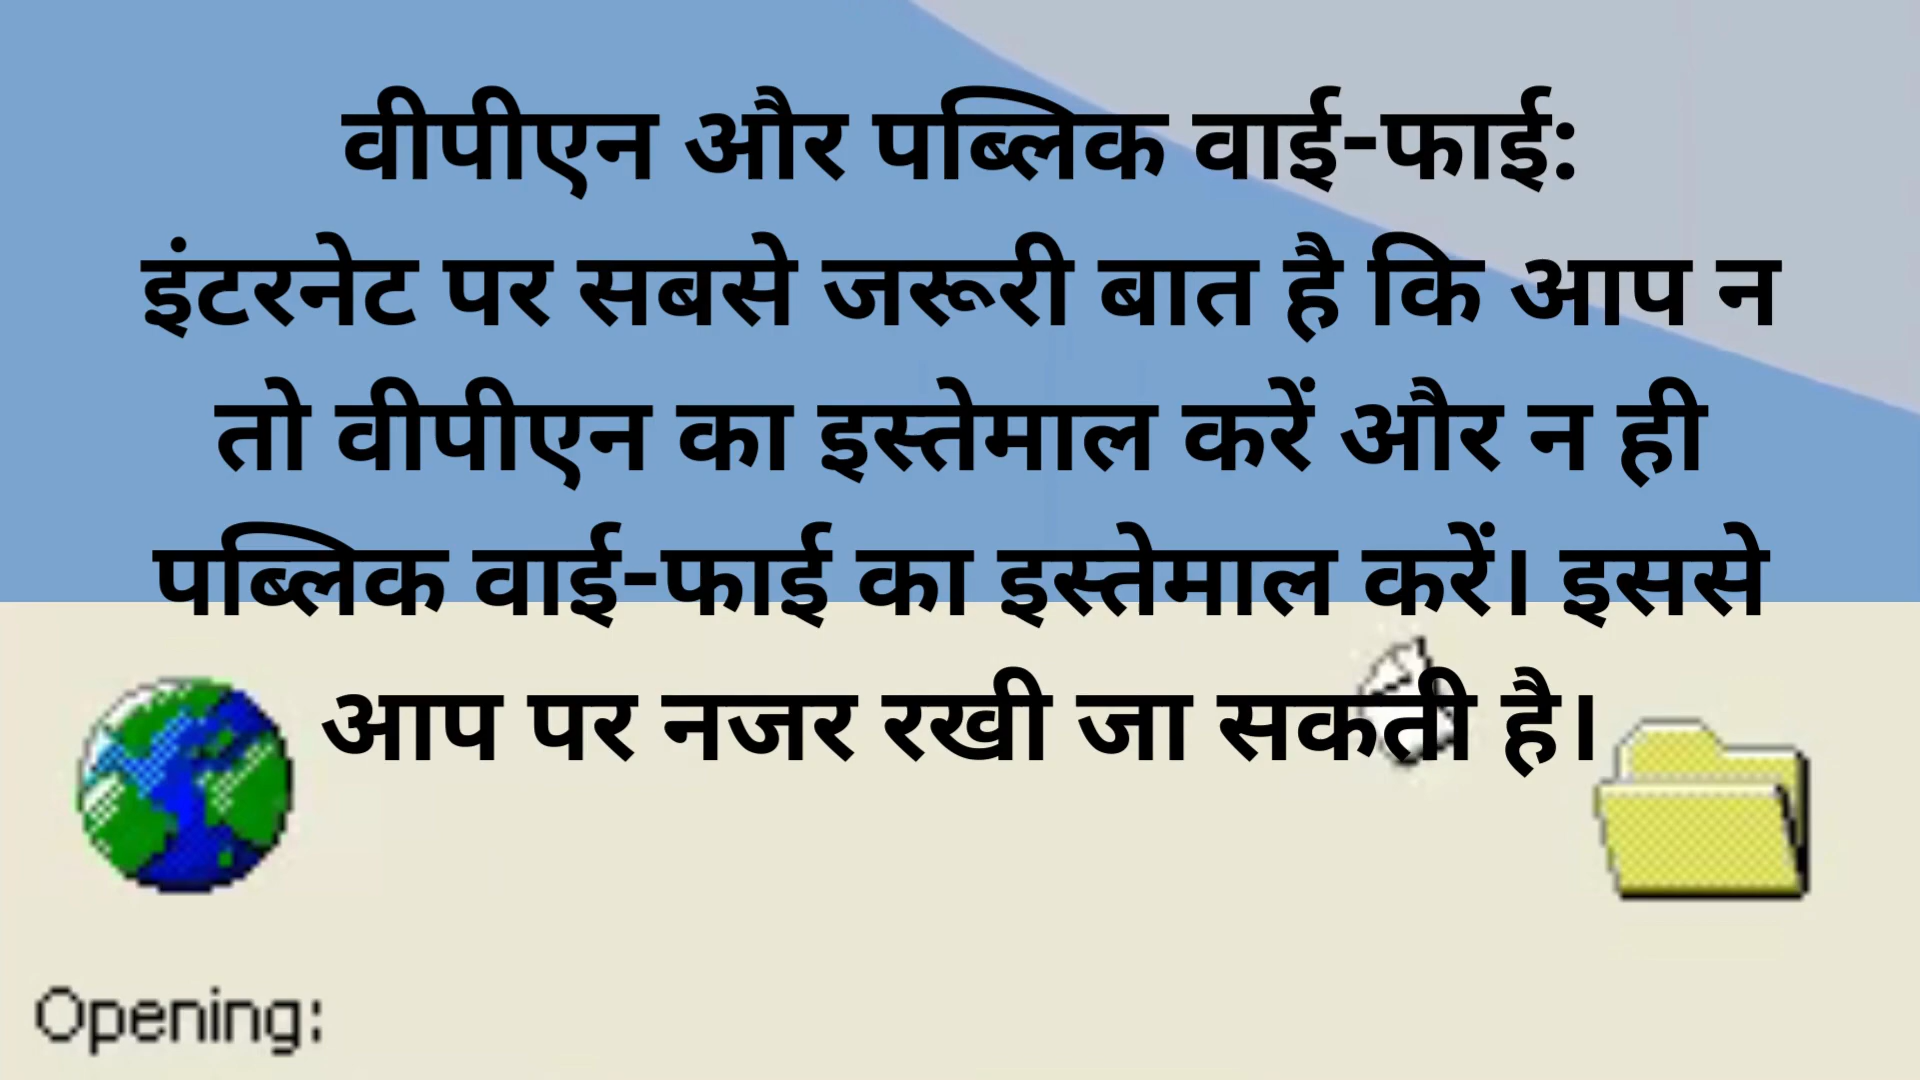 वीपीएन और पब्लिक वाई-फाई:
इंटरनेट पर सबसे जरूरी बात है कि आप न
तो वीपीएन का इस्तेमाल करें और न ही
पब्लिक वाई-फाई का इस्तेमाल करें। इससे
आप पर नजर रखी जा सकती है।
Opening: